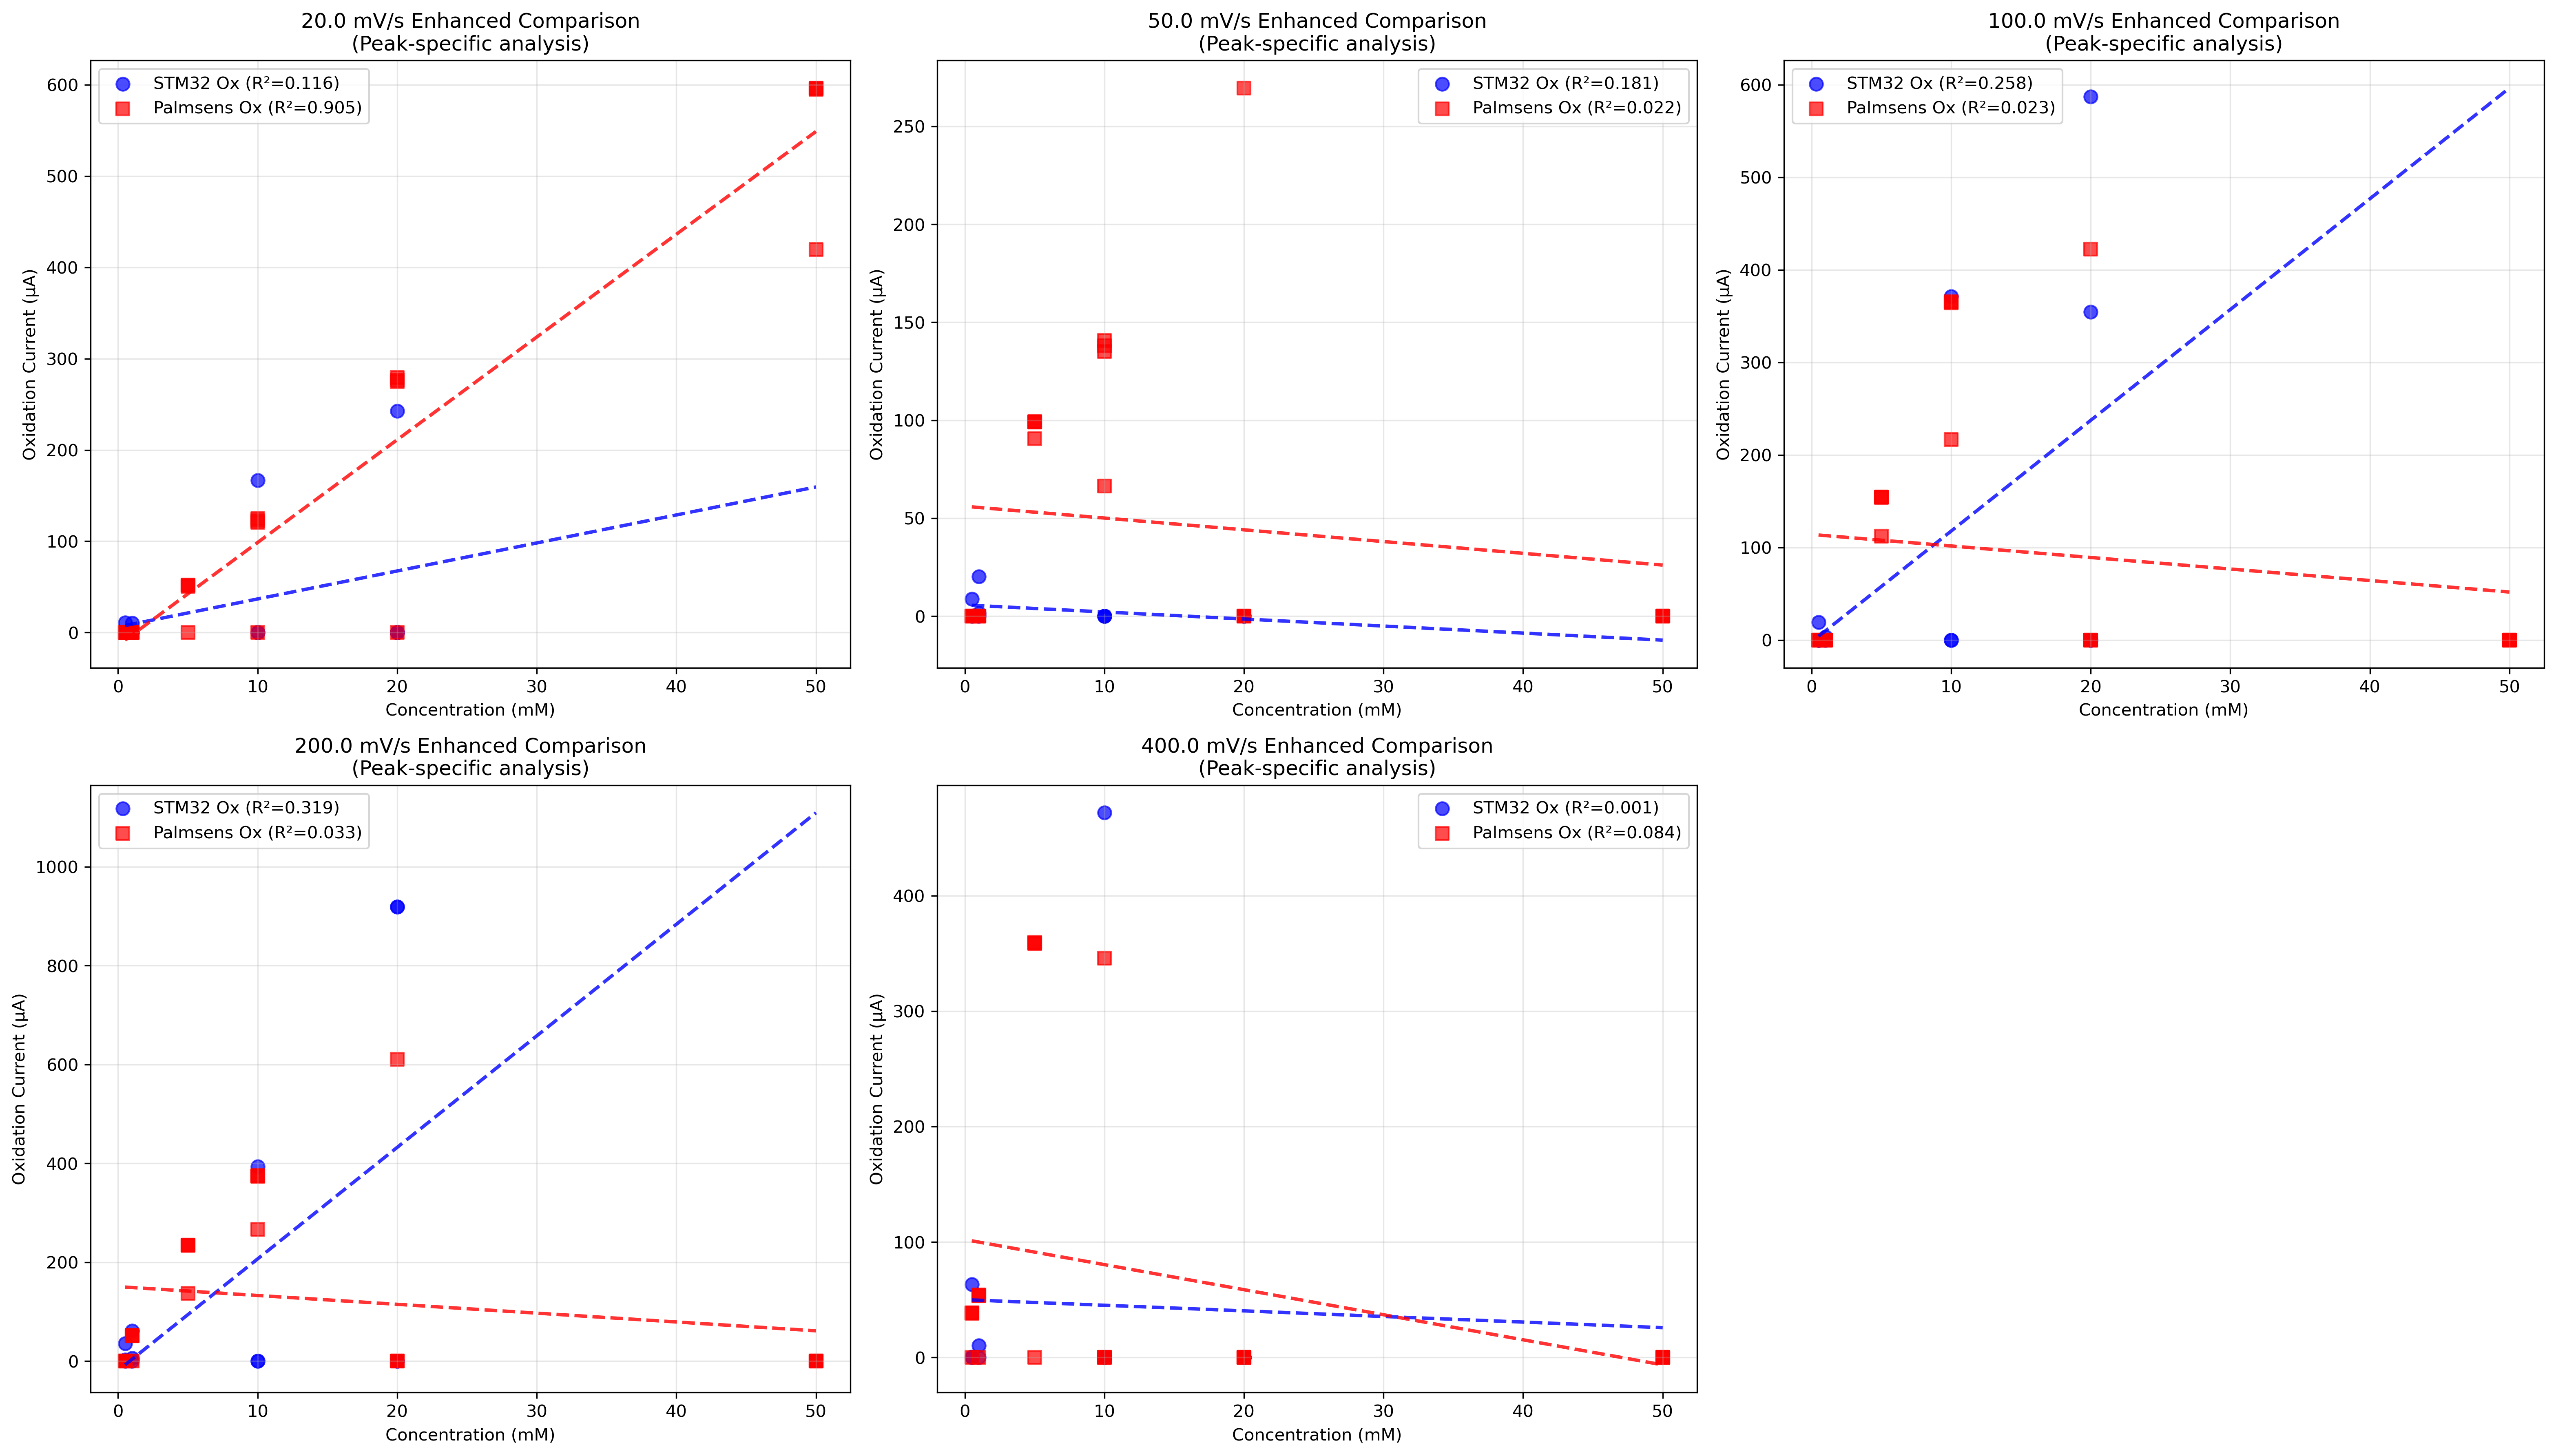 20.0 mV/s Enhanced Comparison
(Peak-specific analysis)
STM32 Ox (R²=0.116)
Palmsens Ox (R²=0.905)
600
500
400
300
200
100
0
Oxidation Current (µA)
0 10 20 30 40 50
Concentration (mM)
50.0 mV/s Enhanced Comparison
(Peak-specific analysis)
STM32 Ox (R²=0.181)
Palmsens Ox (R²=0.022)
250
200
150
100
50
0
Oxidation Current (µA)
0 10 20 30 40 50
Concentration (mM)
100.0 mV/s Enhanced Comparison
(Peak-specific analysis)
STM32 Ox (R²=0.258)
Palmsens Ox (R²=0.023)
600
500
400
300
200
100
0
Oxidation Current (µA)
0 10 20 30 40 50
Concentration (mM)
200.0 mV/s Enhanced Comparison
(Peak-specific analysis)
STM32 Ox (R²=0.319)
Palmsens Ox (R²=0.033)
1000
800
600
400
200
0
Oxidation Current (µA)
0 10 20 30 40 50
Concentration (mM)
400.0 mV/s Enhanced Comparison
(Peak-specific analysis)
STM32 Ox (R²=0.001)
Palmsens Ox (R²=0.084)
400
300
200
100
0
Oxidation Current (µA)
0 10 20 30 40 50
Concentration (mM)